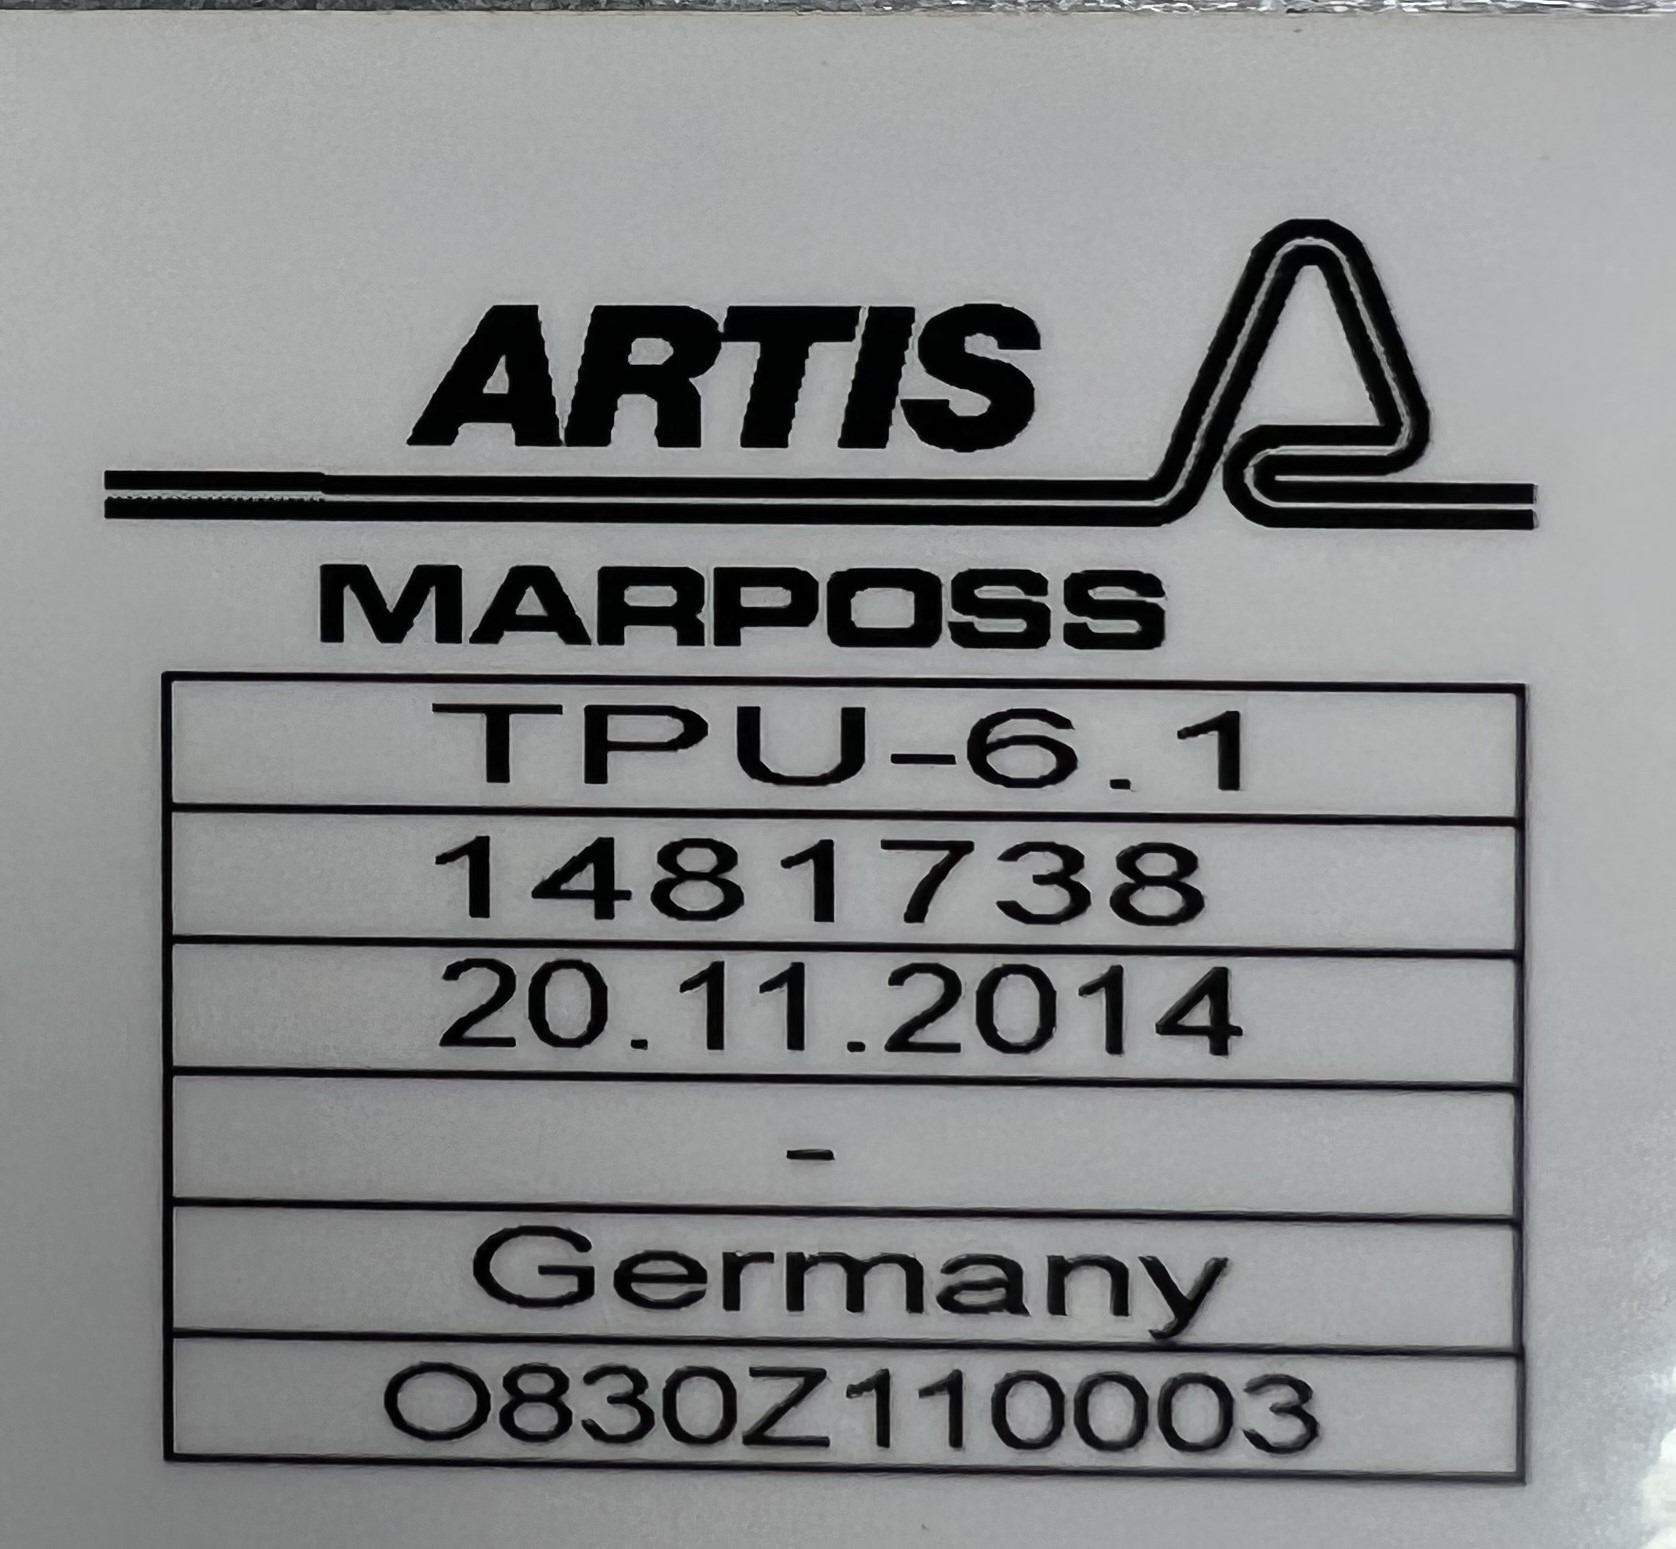 ARTIS
MARPOSS
TPU-6.1
1481738
20.11.2014
-
Germany
O830Z110003